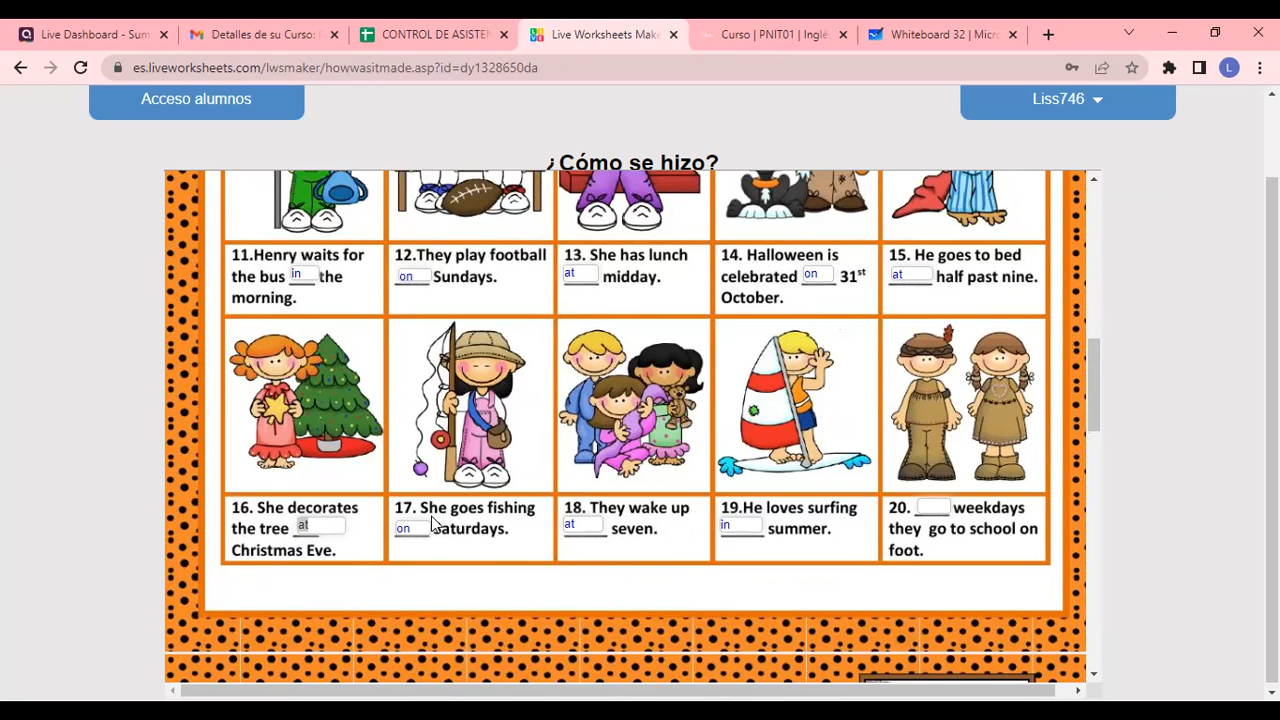 Live Dashboard - Sum
Detalles de su Curso:
CONTROL DE ASISTEN
Live Worksheets Make
Curso | PNIT01 | Inglé
Whiteboard 32 | Micro
es.liveworksheets.com/lwsmaker/howwasitmade.asp?id=dy1328650da
L
Acceso alumnos
Liss746
¿Cómo se hizo?
11.Henry waits for
the bus in the
morning.
12.They play football
on Sundays.
13. She has lunch
at midday.
14. Halloween is
celebrated on 31st
October.
15. He goes to bed
at half past nine.
16. She decorates
the tree at
Christmas Eve.
17. She goes fishing
on Saturdays.
18. They wake up
at seven.
19.He loves surfing
in summer.
20. weekdays
they go to school on
foot.